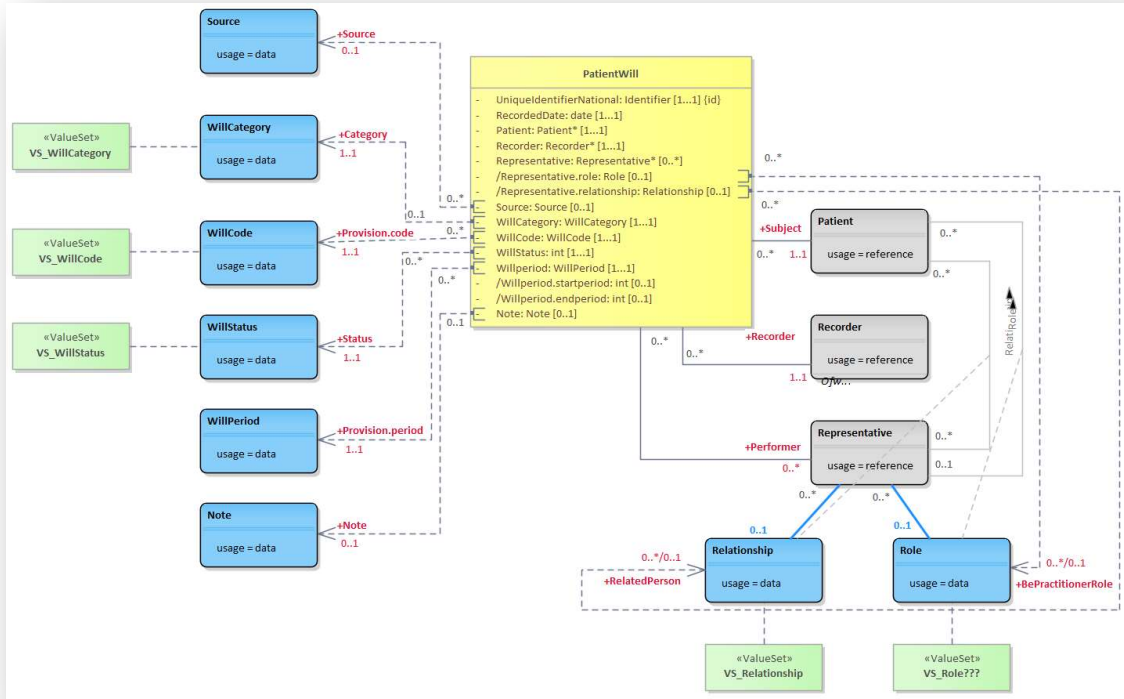 Source
usage = data
+Source
0..1
WillCategory
usage = data
«ValueSet»
VS_WillCategory
+Category
1..1
WillCode
usage = data
«ValueSet»
VS_WillCode
+Provision.code
1..1
WillStatus
usage = data
«ValueSet»
VS_WillStatus
+Status
1..1
WillPeriod
usage = data
+Provision.period
1..1
Note
usage = data
+Note
0..1
0..*
0..1
0..*
0..*
0..*
0..1
PatientWill
- UniqueIdentifierNational: Identifier [1...1] {id}
- RecordedDate: date [1...1]
- Patient: Patient* [1...1]
- Recorder: Recorder* [1...1]
- Representative: Representative* [0..*]
- /Representative.role: Role [0..1]
- /Representative.relationship: Relationship [0..1]
- Source: Source [0..1]
- WillCategory: WillCategory [1...1]
- WillCode: WillCode [1...1]
- WillStatus: int [1...1]
- Willperiod: WillPeriod [1...1]
- /Willperiod.startperiod: int [0..1]
- /Willperiod.endperiod: int [0..1]
- Note: Note [0..1]
0..*
0..*
+Subject
0..*
1..1
Patient
usage = reference
0..*
0..*
+Recorder
0..*
0..*
1..1
Recorder
usage = reference
Ofw...
Role
+Performer
0..*
Representative
usage = reference
0..*
0..1
0..*
0..*
0..1
0..1
0..*/0..1
+RelatedPerson
Relationship
usage = data
Role
usage = data
0..*/0..1
+BePractitionerRole
«ValueSet»
VS_Relationship
«ValueSet»
VS_Role???